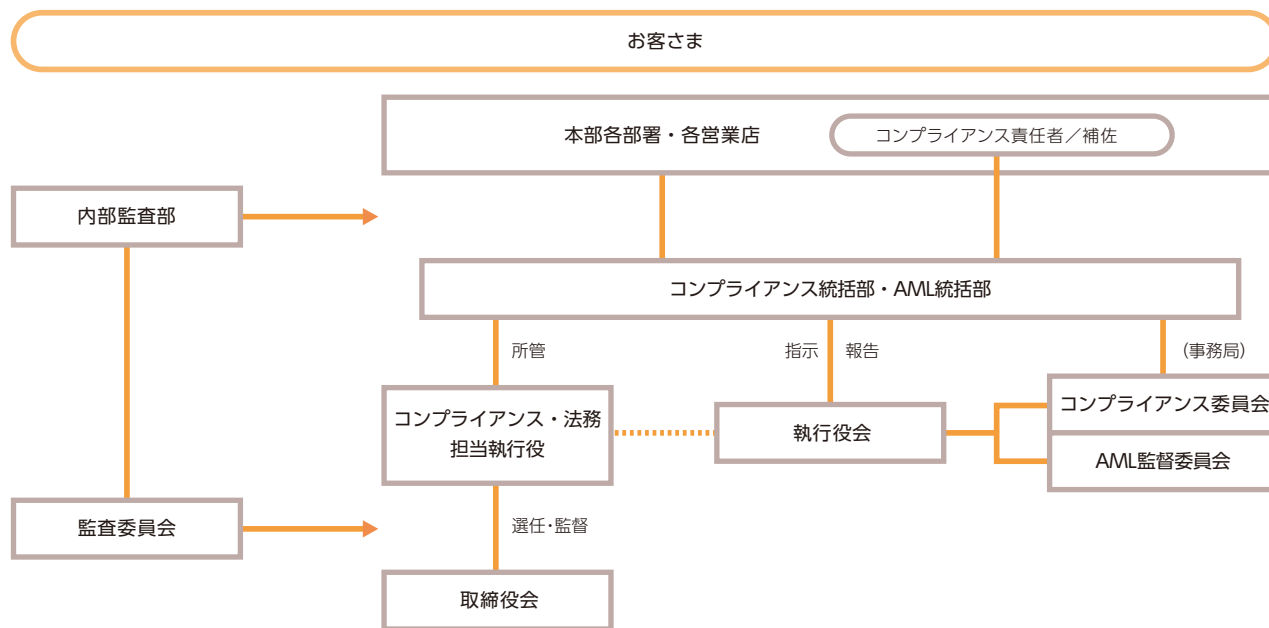 お客さま
本部各部署・各営業店
コンプライアンス責任者／補佐
内部監査部
コンプライアンス統括部・AML統括部
所管
指示
報告
(事務局)
コンプライアンス・法務
担当執行役
執行役会
コンプライアンス委員会
AML監督委員会
監査委員会
選任・監督
取締役会